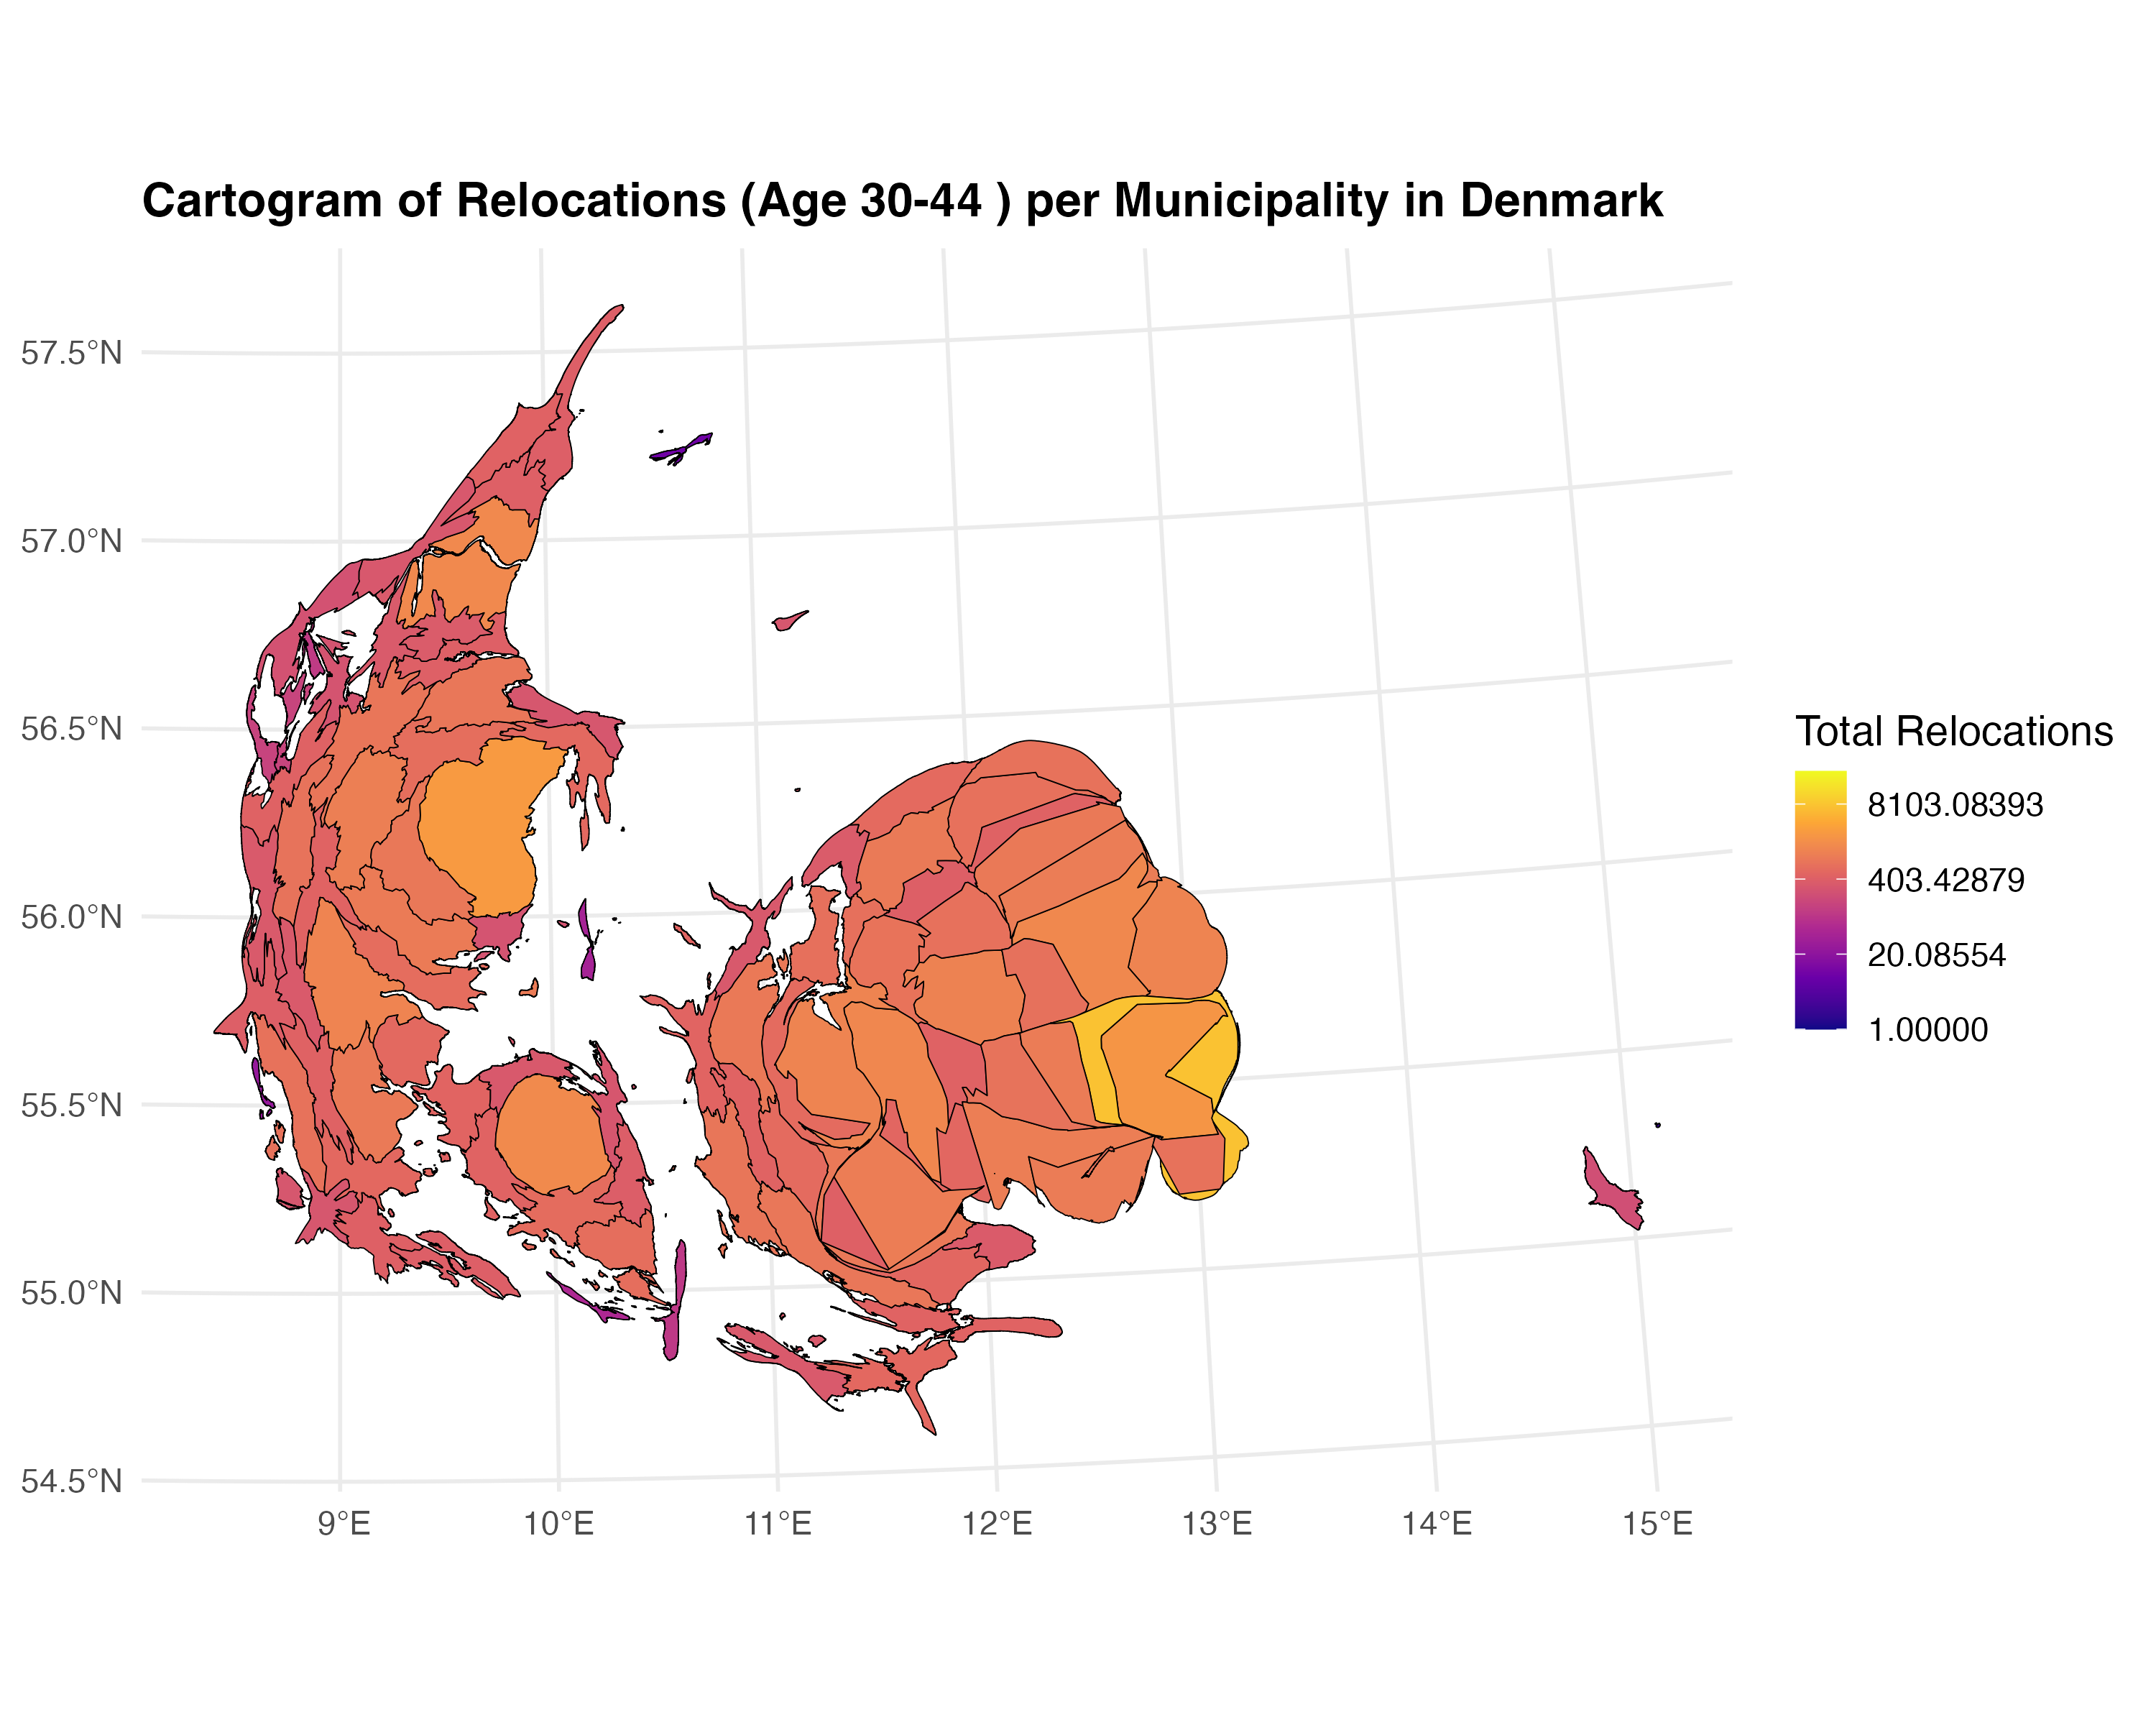 Cartogram of Relocations (Age 30-44 ) per Municipality in Denmark
57.5°N
57.0°N
56.5°N
56.0°N
55.5°N
55.0°N
54.5°N
9°E
10°E
11°E
12°E
13°E
14°E
15°E
Total Relocations
8103.08393
403.42879
20.08554
1.00000